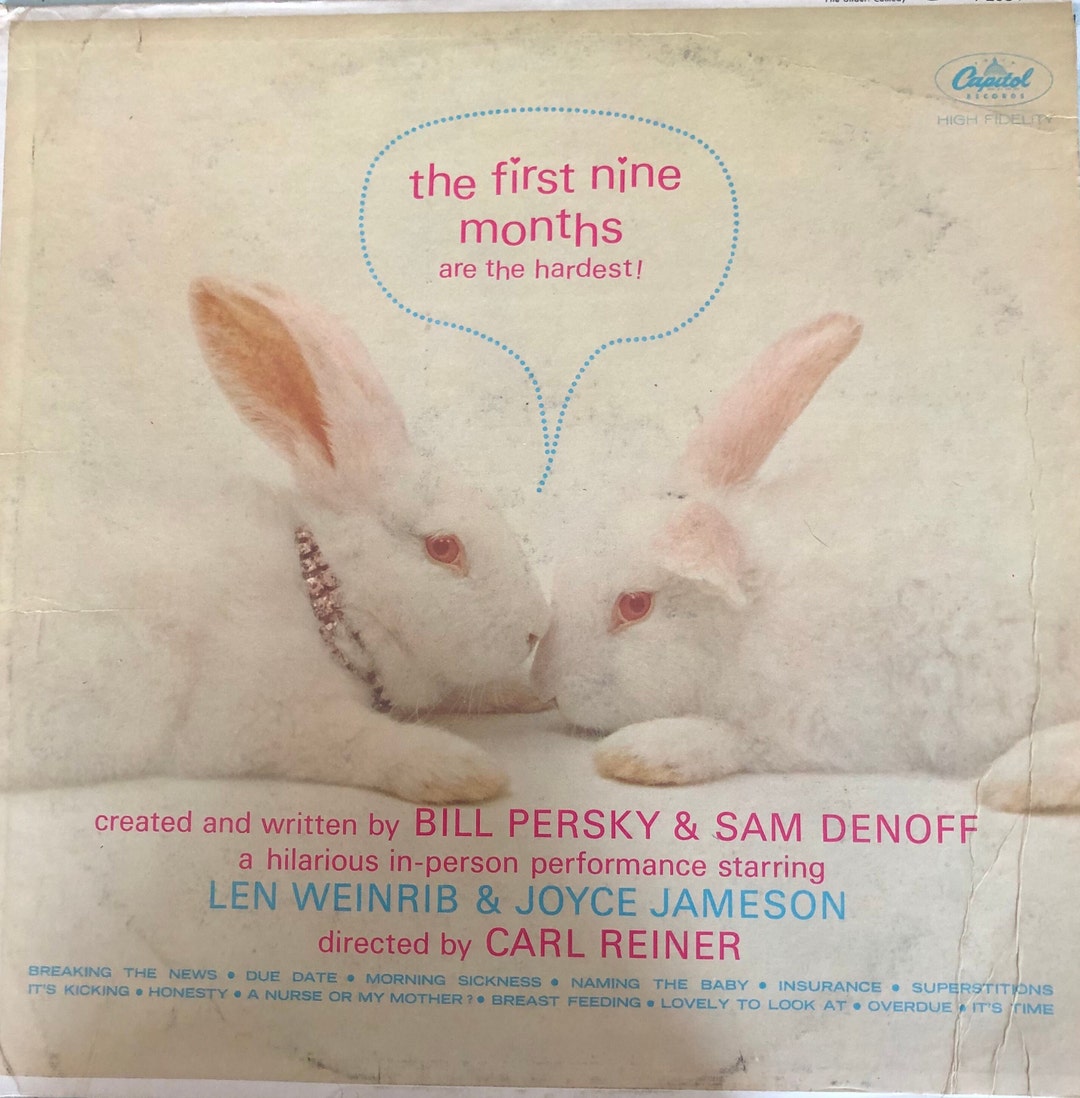 Capitol
RECORDS
HIGH FIDELITY
the first nine
months
are the hardest!
created and written by BILL PERSKY & SAM DENOFF
a hilarious in-person performance starring
LEN WEINRIB & JOYCE JAMESON
directed by CARL REINER
BREAKING THE NEWS • DUE DATE • MORNING SICKNESS • NAMING THE BABY • INSURANCE • SUPERSTITIONS
IT'S KICKING • HONESTY • A NURSE OR MY MOTHER? • BREAST FEEDING • LOVELY TO LOOK AT • OVERDUE • IT'S TIME